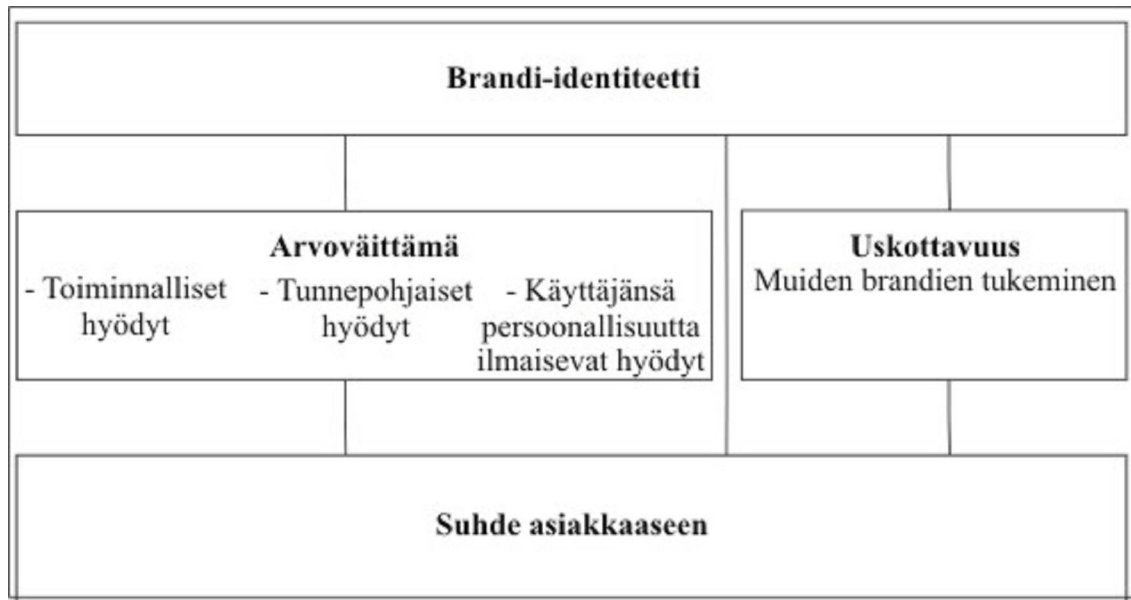 Brandi-identiteetti
Arvoväittämä
- Toiminnalliset
hyödyt
- Tunnepohjaiset
hyödyt
- Käyttäjänsä
persoonallisuutta
ilmaisevat hyödyt
Uskottavuus
Muiden brandien tukeminen
Suhde asiakkaaseen